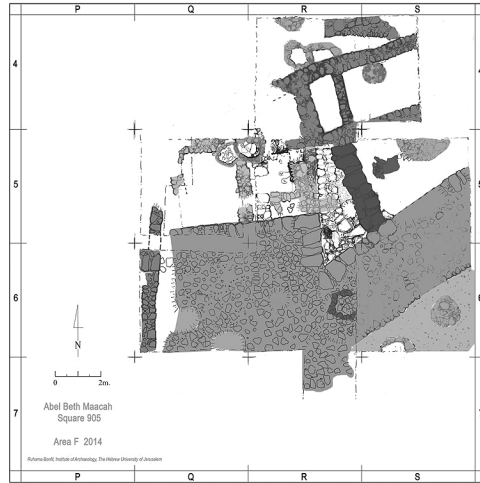 P Q R S
4 4
5 5
6 6
N
0 2m.
7 7
Abel Beth Maacah
Square 905
Area F 2014
Ruhama Bonfil, Institute of Archaeology, The Hebrew University of Jerusalem
P Q R S